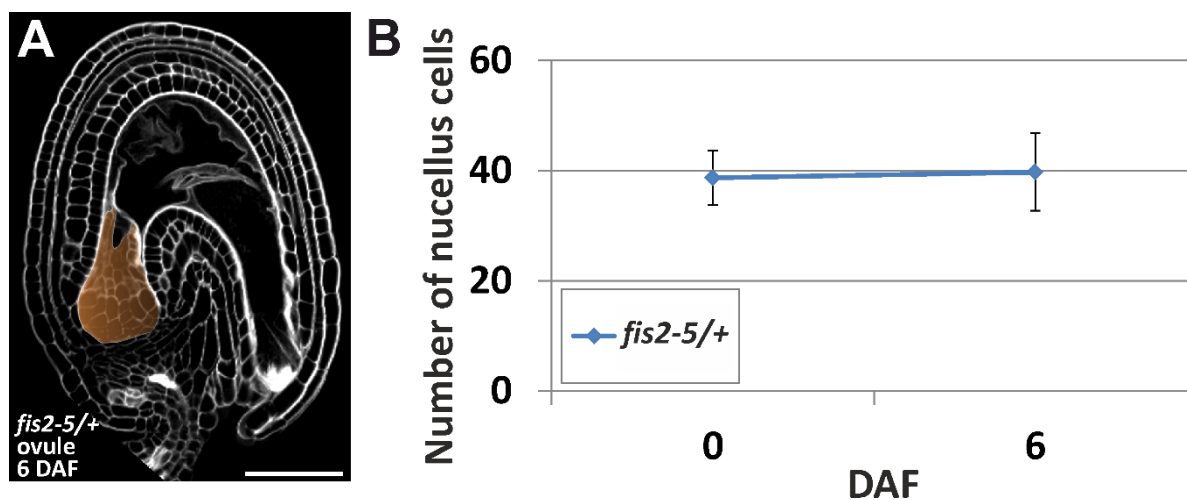 A
fis2-5/+
ovule
6 DAF
B
Number of nucellus cells
60
40
20
0
fis2-5/+
0 6
DAF